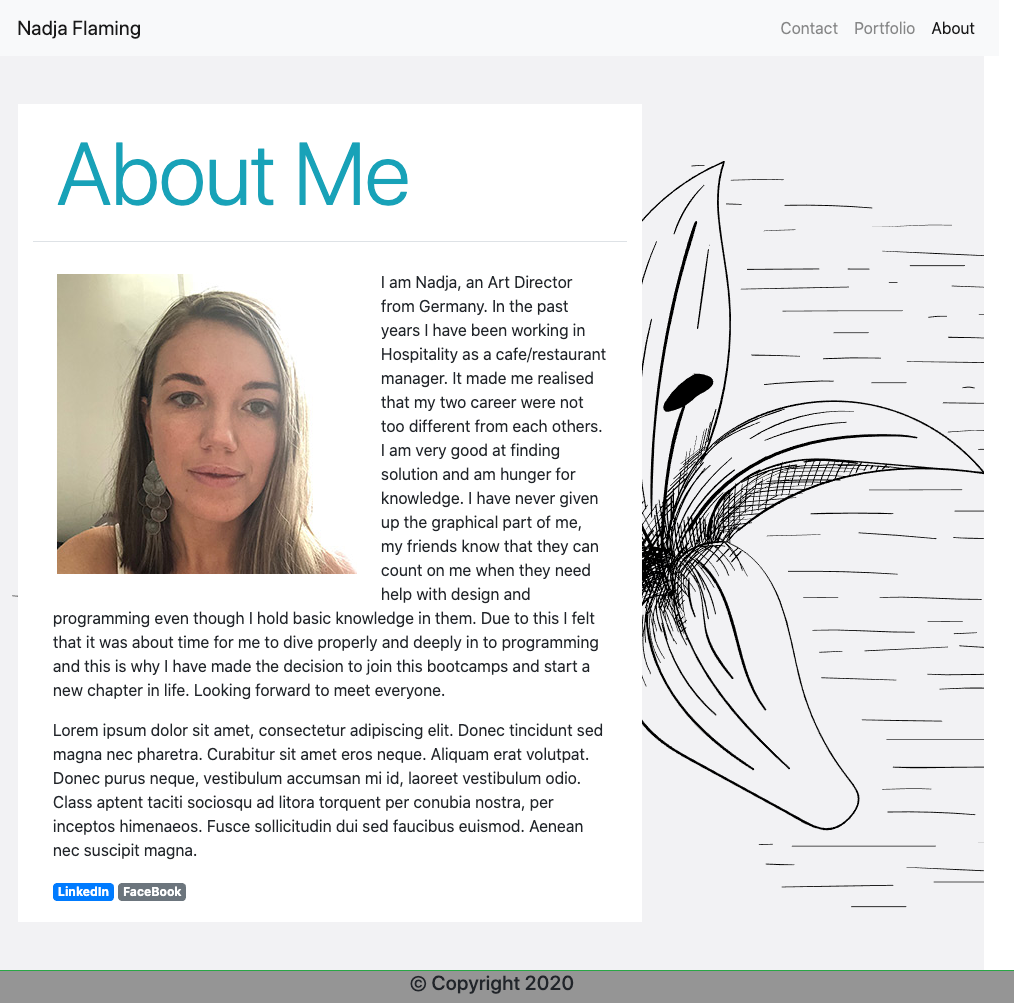 Nadja Flaming
Contact Portfolio About
About Me
I am Nadja, an Art Director
from Germany. In the past
years I have been working in
Hospitality as a cafe/restaurant
manager. It made me realised
that my two career were not
too different from each others.
I am very good at finding
solution and am hunger for
knowledge. I have never given
up the graphical part of me,
my friends know that they can
count on me when they need
help with design and
programming even though I hold basic knowledge in them. Due to this I felt
that it was about time for me to dive properly and deeply in to programming
and this is why I have made the decision to join this bootcamps and start a
new chapter in life. Looking forward to meet everyone.
Lorem ipsum dolor sit amet, consectetur adipiscing elit. Donec tincidunt sed
magna nec pharetra. Curabitur sit amet eros neque. Aliquam erat volutpat.
Donec purus neque, vestibulum accumsan mi id, laoreet vestibulum odio.
Class aptent taciti sociosqu ad litora torquent per conubia nostra, per
inceptos himenaeos. Fusce sollicitudin dui sed faucibus euismod. Aenean
nec suscipit magna.
LinkedIn FaceBook
© Copyright 2020